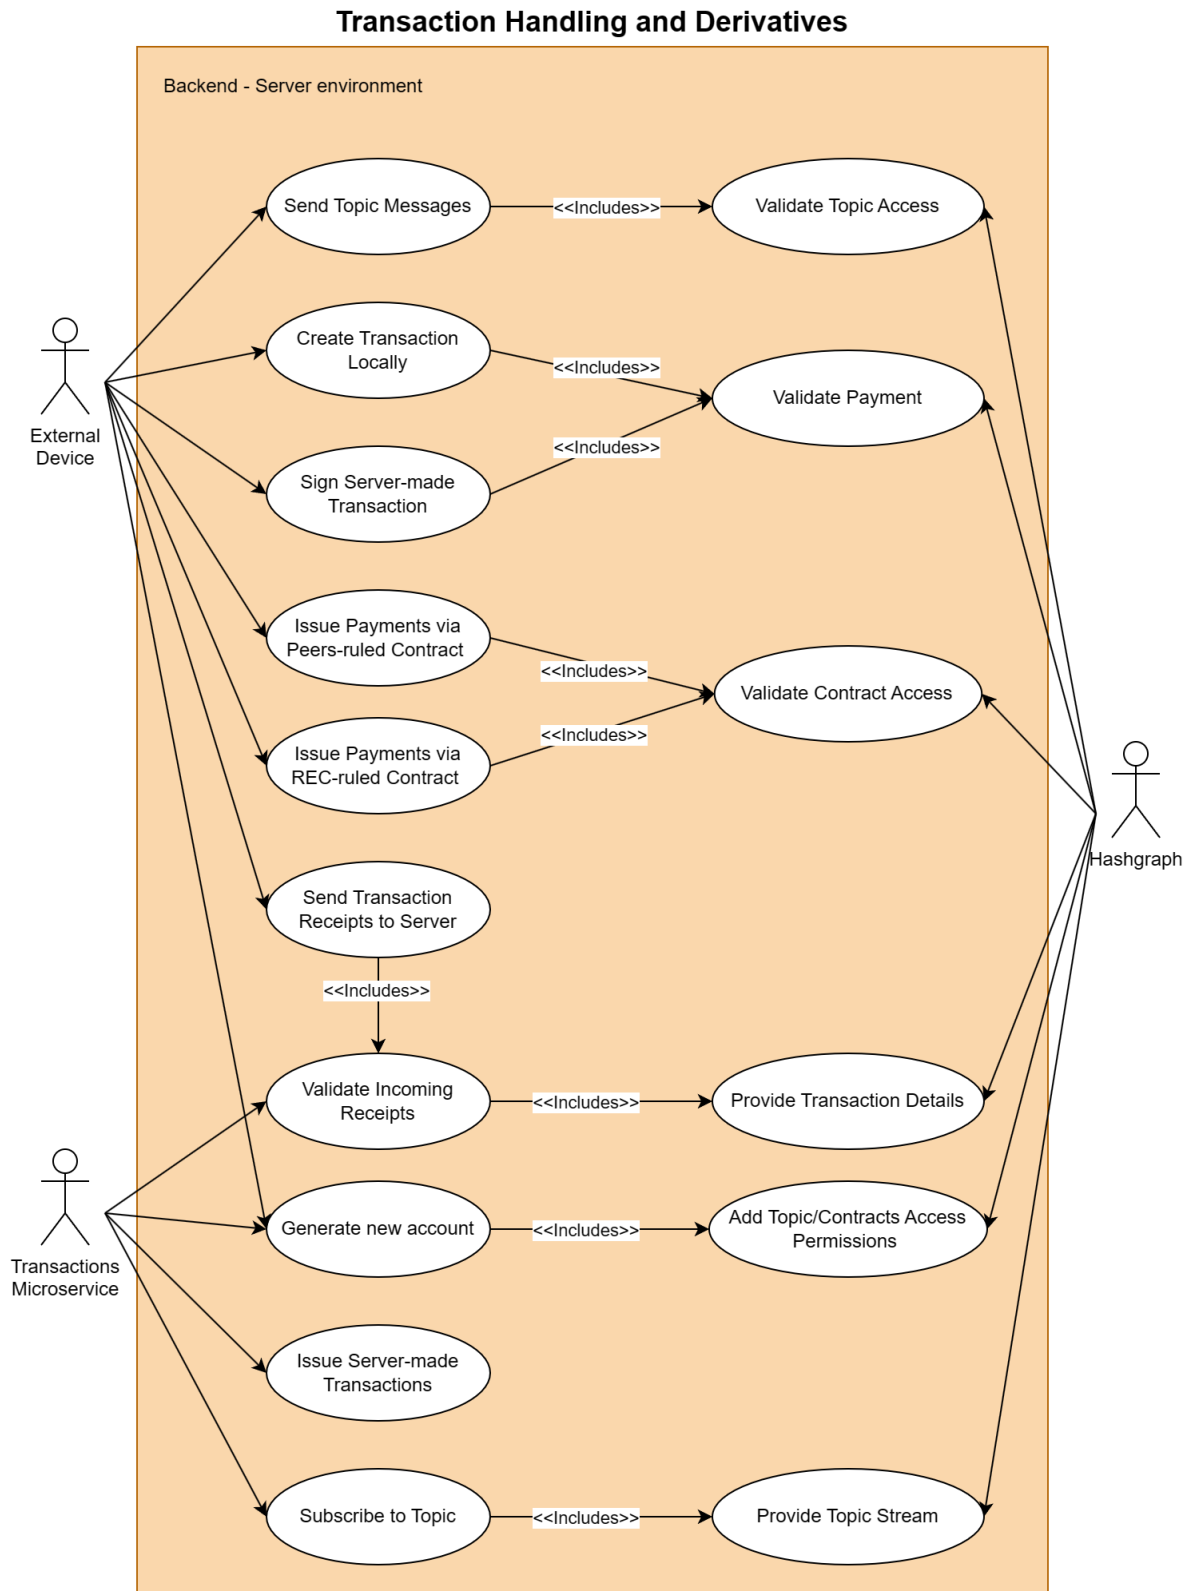 Transaction Handling and Derivatives
Backend - Server environment
Send Topic Messages
<<Includes>>
Validate Topic Access
Create Transaction
Locally
<<Includes>>
Validate Payment
External
Device
<<Includes>>
Sign Server-made
Transaction
Issue Payments via
Peers-ruled Contract
<<Includes>>
Validate Contract Access
<<Includes>>
Issue Payments via
REC-ruled Contract
Hashgraph
Send Transaction
Receipts to Server
<<Includes>>
Validate Incoming
Receipts
<<Includes>>
Provide Transaction Details
Generate new account
<<Includes>>
Add Topic/Contracts Access
Permissions
Transactions
Microservice
Issue Server-made
Transactions
Subscribe to Topic
<<Includes>>
Provide Topic Stream